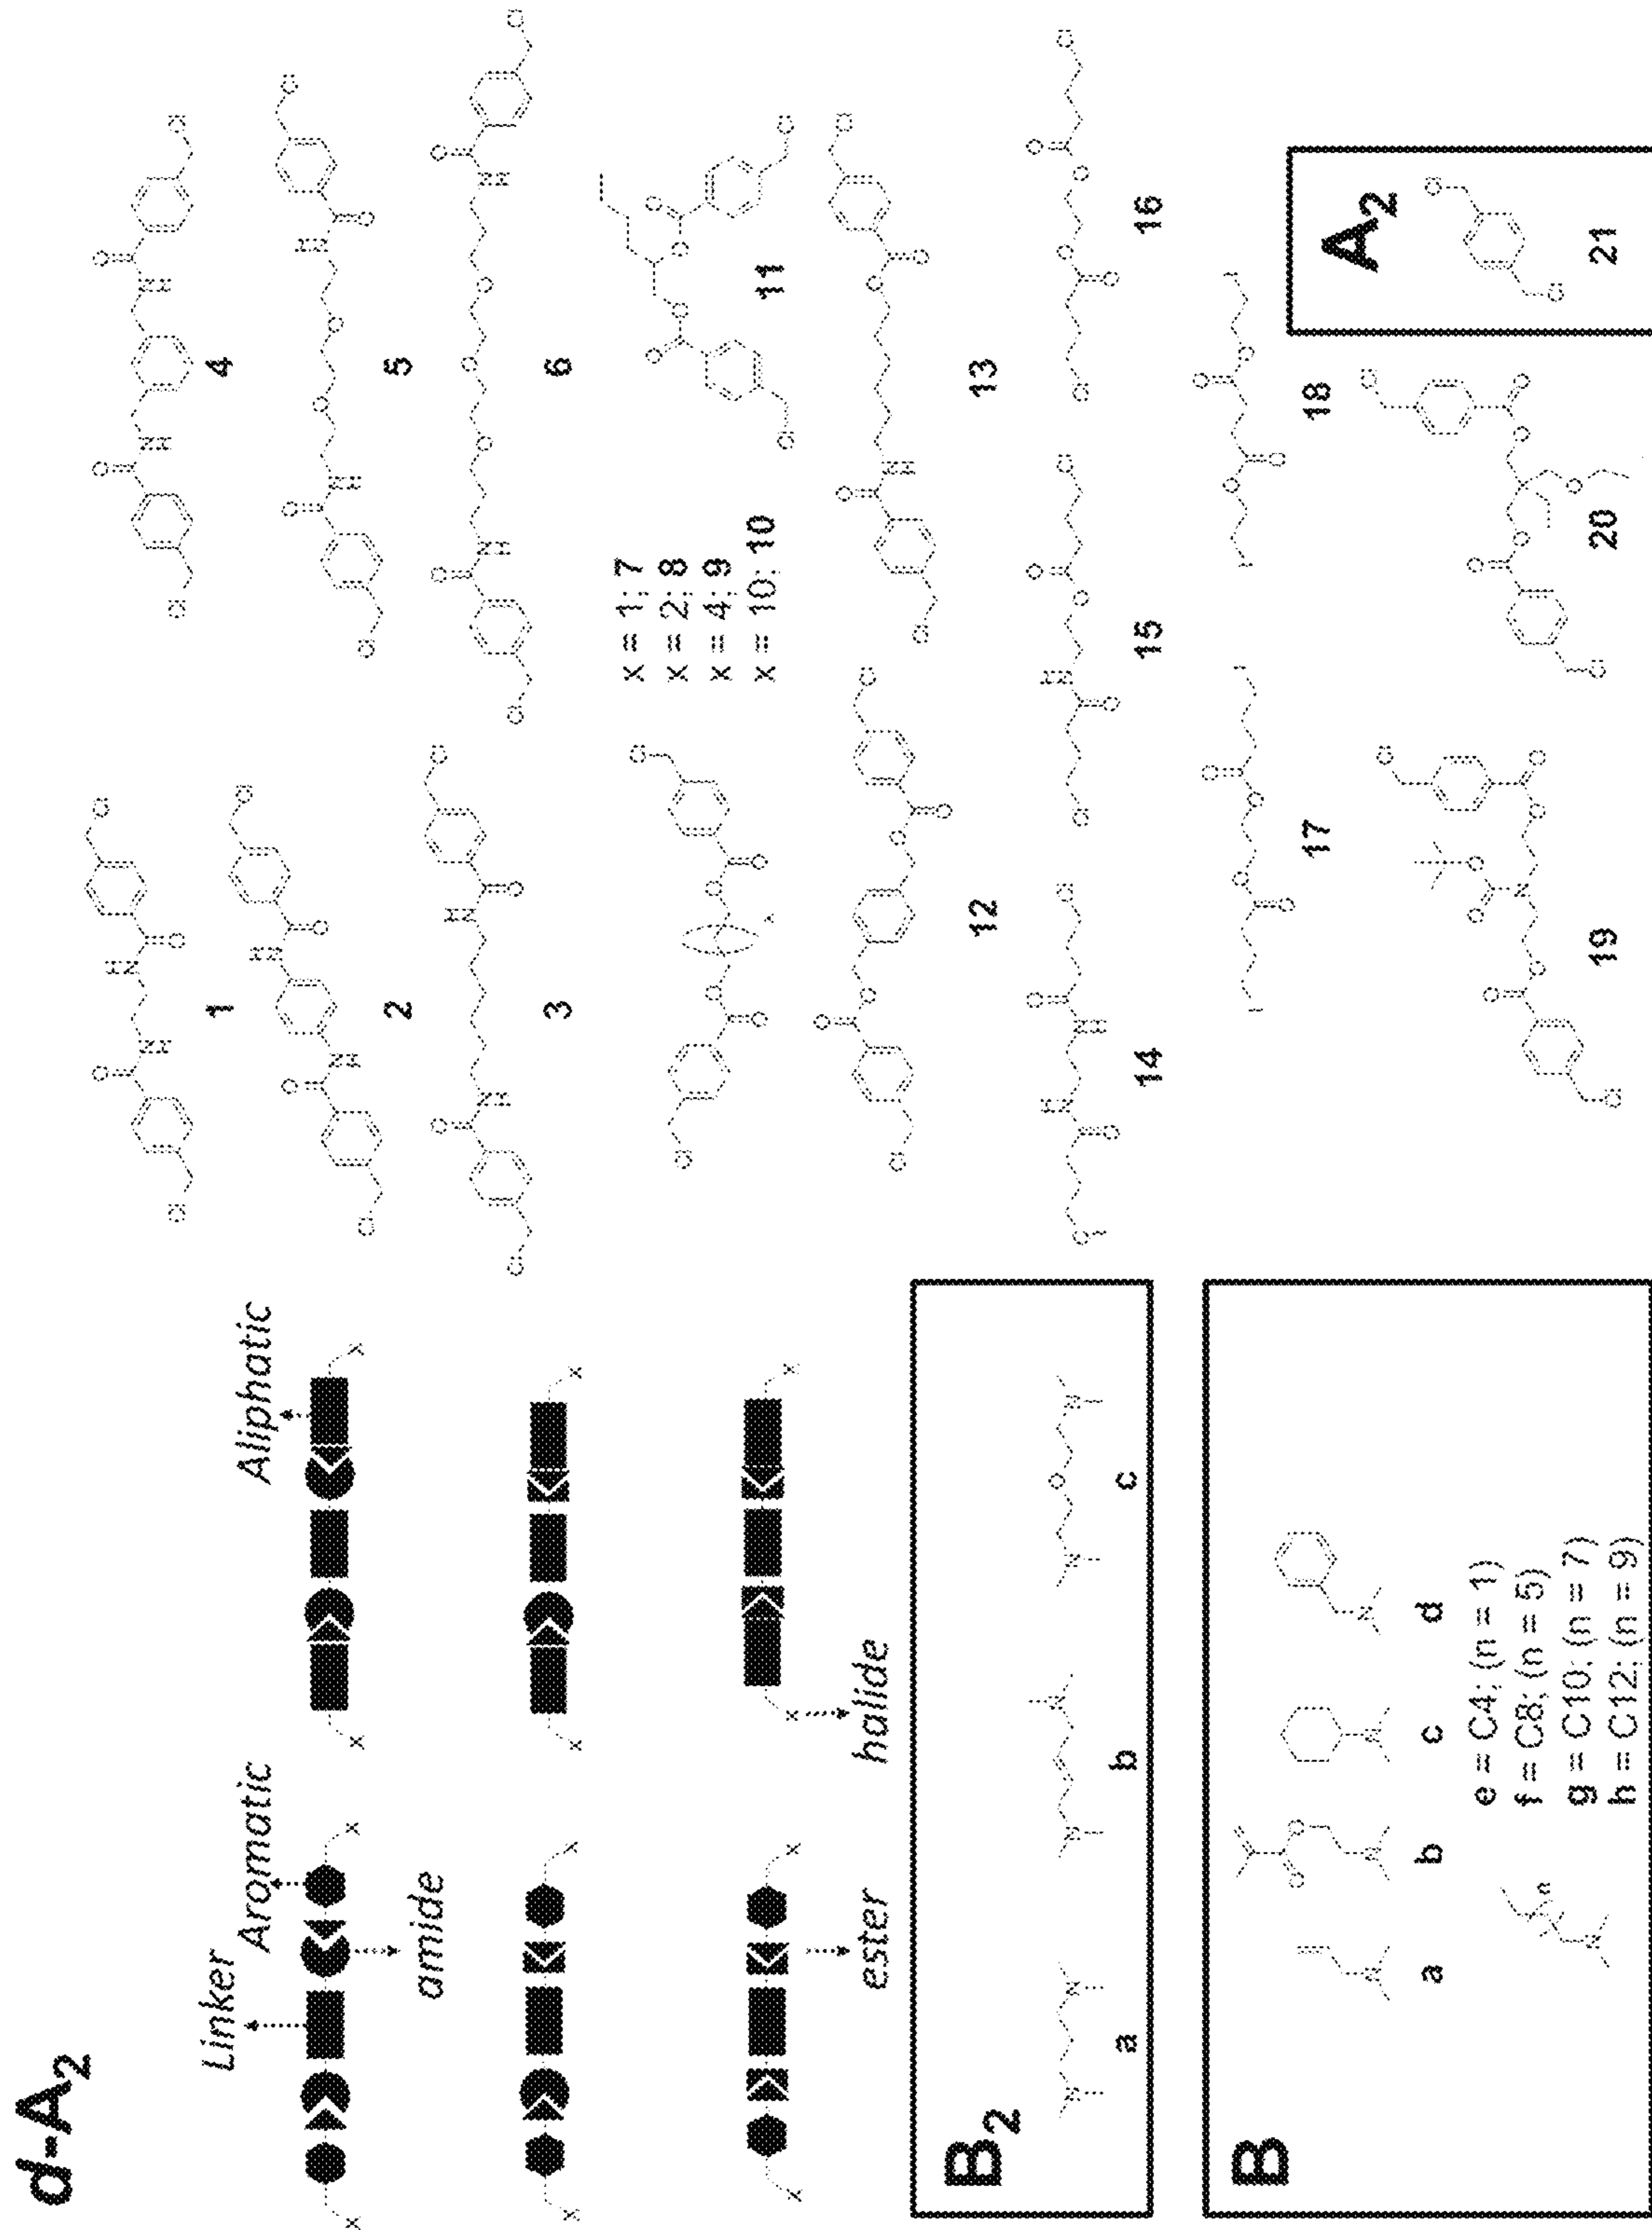 d-A2
Linker
Aromatic
Aliphatic
amide
ester
halide
X X
X X
X X
X X
X X
X X
B2
a b c
B
a b c d
n
e = C4; (n = 1)
f = C8; (n = 5)
g = C10; (n = 7)
h = C12; (n = 9)
1
2
3
4
5
6
x = 1; 7
x = 2; 8
x = 4; 9
x = 10; 10
11
12
13
14
15
16
17
18
19
20
A2
21